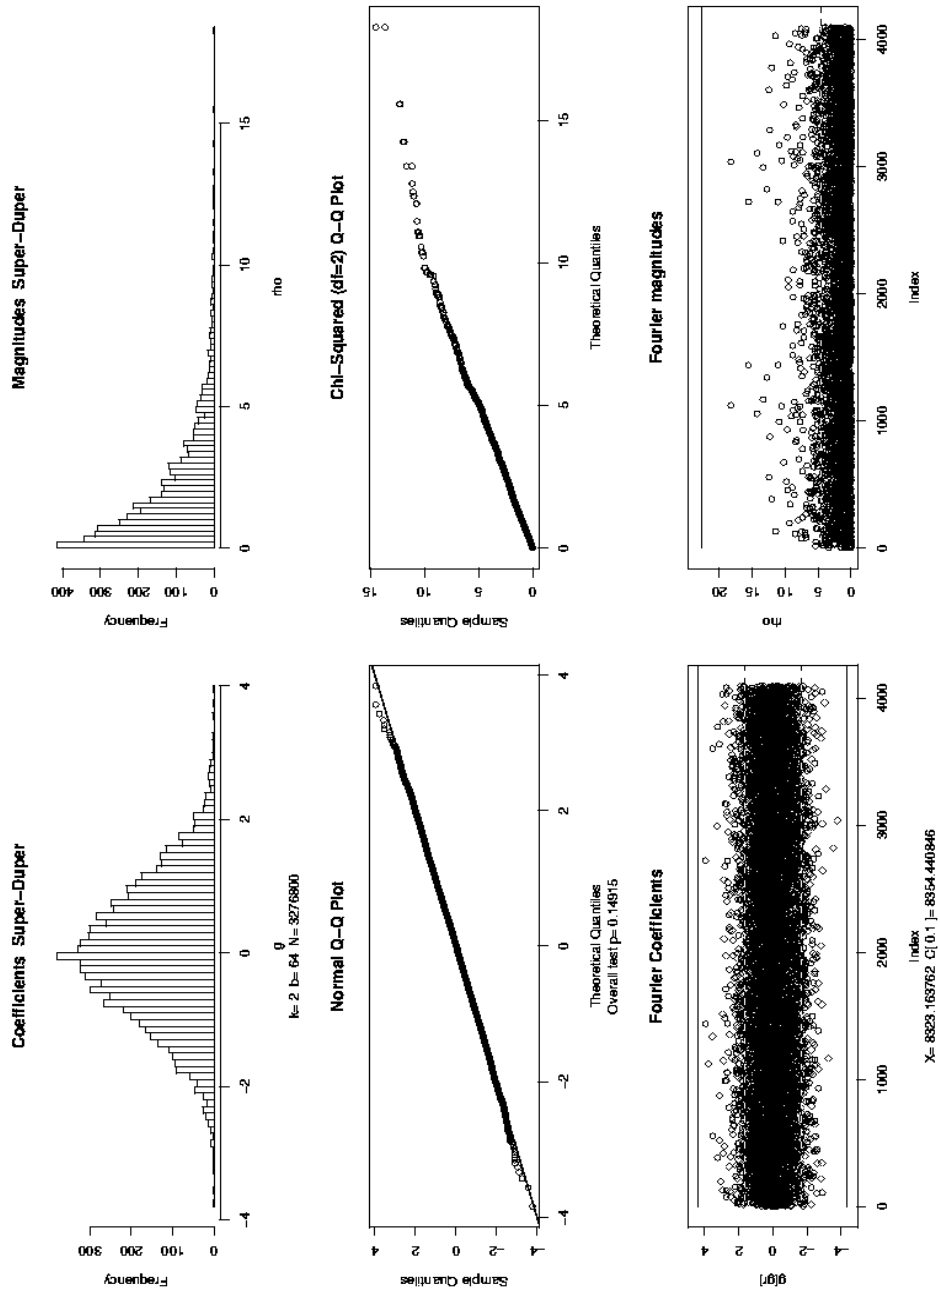 Coefficients Super-Duper
Frequency
0 100 200 300
-4 -2 0 2 4
g
k= 2 b= 64 N= 3276800
Magnitudes Super-Duper
Frequency
0 100 200 300 400
0 5 10 15
rho
Normal Q-Q Plot
Sample Quantiles
-4 -2 0 2 4
-4 -2 0 2 4
Theoretical Quantiles
Overall test p= 0.14915
Chi-Squared (df=2) Q-Q Plot
Sample Quantiles
0 5 10 15
0 5 10 15
Theoretical Quantiles
Fourier Coefficients
g[gr]
-4 -2 0 2 4
0 1000 2000 3000 4000
Index
X= 8323.163762 C[ 0.1 ]= 8354.440846
Fourier magnitudes
rho
0 5 10 15 20
0 1000 2000 3000 4000
Index